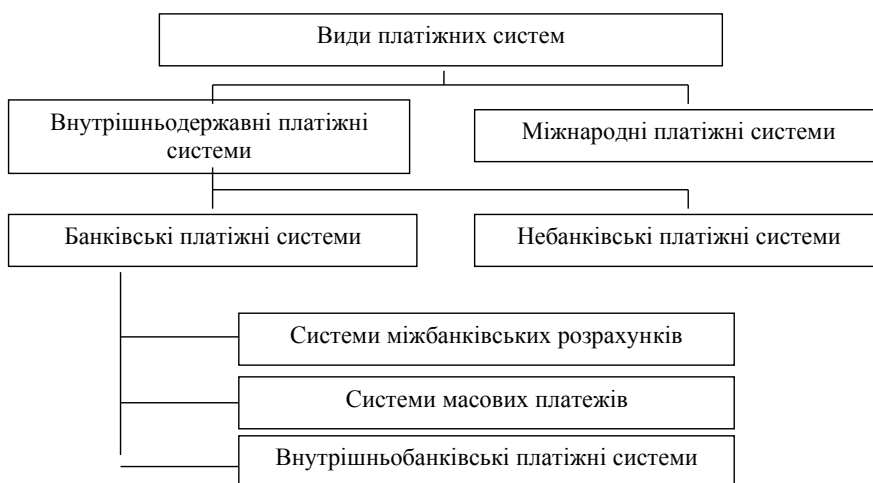 Види платіжних систем
Внутрішньодержавні платіжні
системи
Міжнародні платіжні системи
Банківські платіжні системи
Небанківські платіжні системи
Системи міжбанківських розрахунків
Системи масових платежів
Внутрішньобанківські платіжні системи